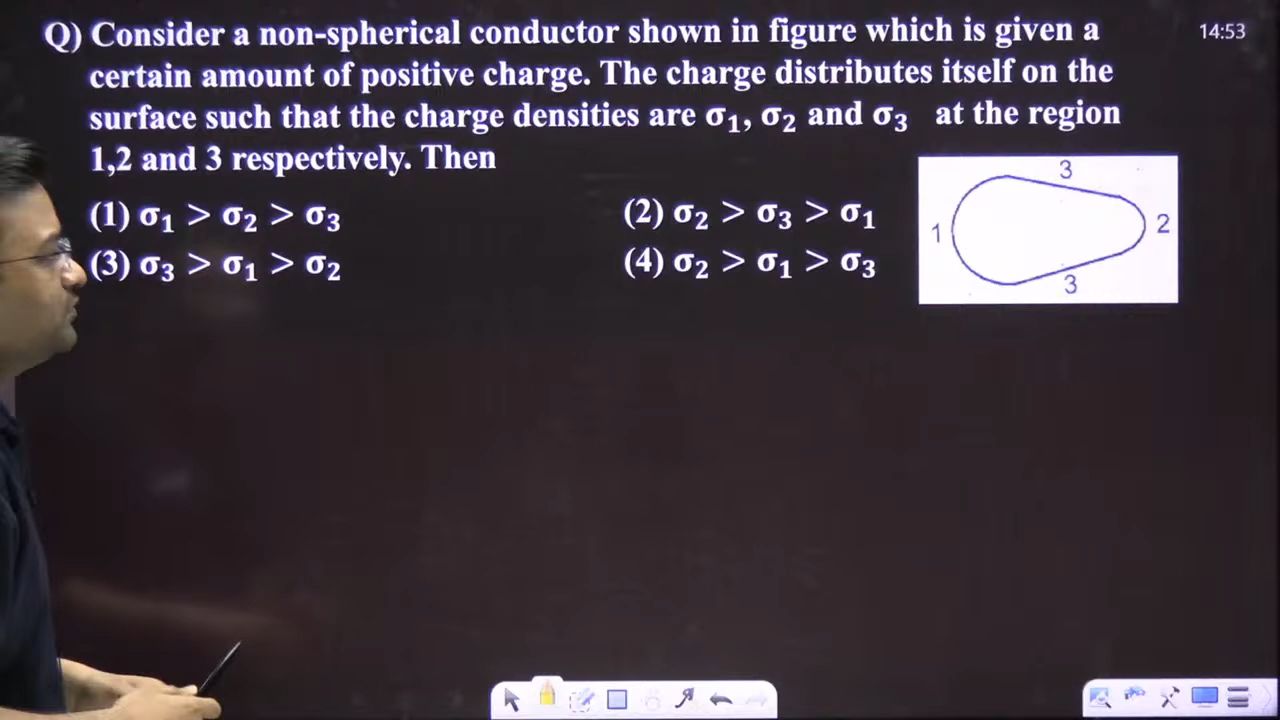 Q) Consider a non-spherical conductor shown in figure which is given a
certain amount of positive charge. The charge distributes itself on the
surface such that the charge densities are σ₁, σ₂ and σ₃ at the region
1,2 and 3 respectively. Then
(1) σ₁ > σ₂ > σ₃
(2) σ₂ > σ₃ > σ₁
(3) σ₃ > σ₁ > σ₂
(4) σ₂ > σ₁ > σ₃
14:53
3
1
2
3